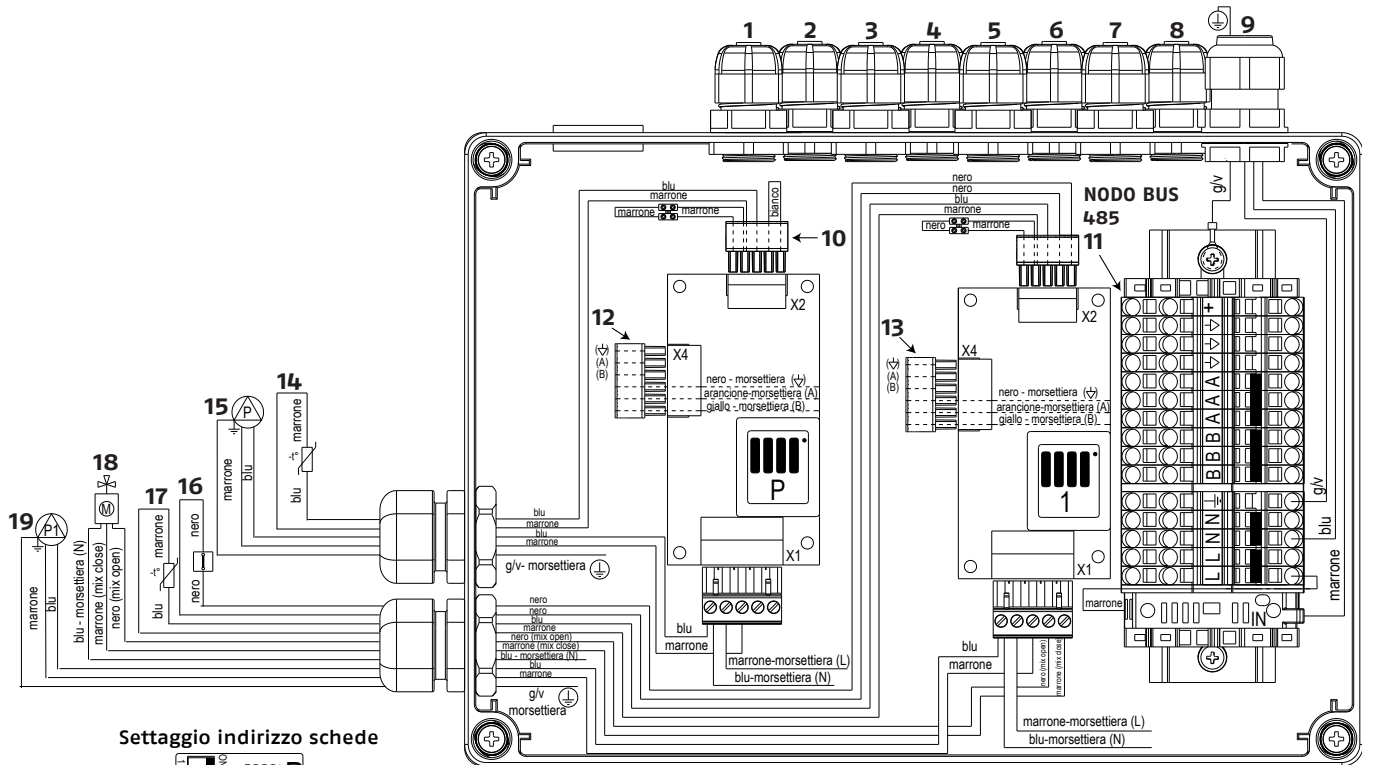 1 2 3 4 5 6 7 8 9
g/v
NODO BUS
485
11
blu
marrone
marrone marrone
bianco
10
X2
12
(A)
(B)
X4
nero - morsettiera
arancione-morsettiera (A)
giallo - morsettiera (B)
P
X1
blu
marrone
marrone-morsettiera (L)
blu-morsettiera (N)
nero
nero
blu
marrone
nero marrone
X2
13
(A)
(B)
X4
nero - morsettiera
arancione-morsettiera (A)
giallo - morsettiera (B)
1
X1
blu
marrone
nero (mix open)
marrone (mix close)
marrone-morsettiera (L)
blu-morsettiera (N)
+
A A A A
B B B B
N N
L L
IN
marrone
g/v
blu
marrone
14
marrone
-t°
blu
15
P
marrone
blu
16
nero
nero
17
marrone
-t°
blu
18
M
blu - morsettiera (N)
marrone (mix close)
nero (mix open)
19
P1
marrone
blu
blu
marrone
blu
marrone
g/v- morsettiera
nero
nero
blu
marrone
nero (mix open)
marrone (mix close)
blu - morsettiera (N)
blu
marrone
g/v
morsettiera
Settaggio indirizzo schede